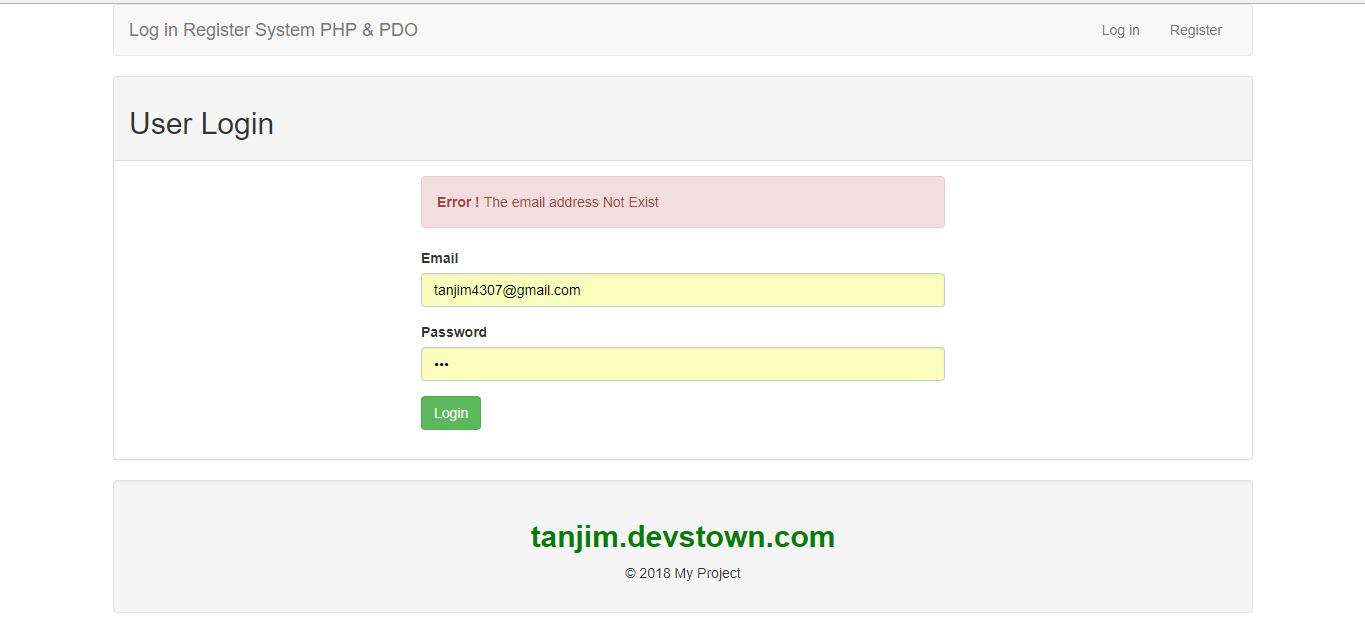 Log in Register System PHP & PDO
Log in
Register
User Login
Error ! The email address Not Exist
Email
tanjim4307@gmail.com
Password
•••
Login
tanjim.devstown.com
© 2018 My Project